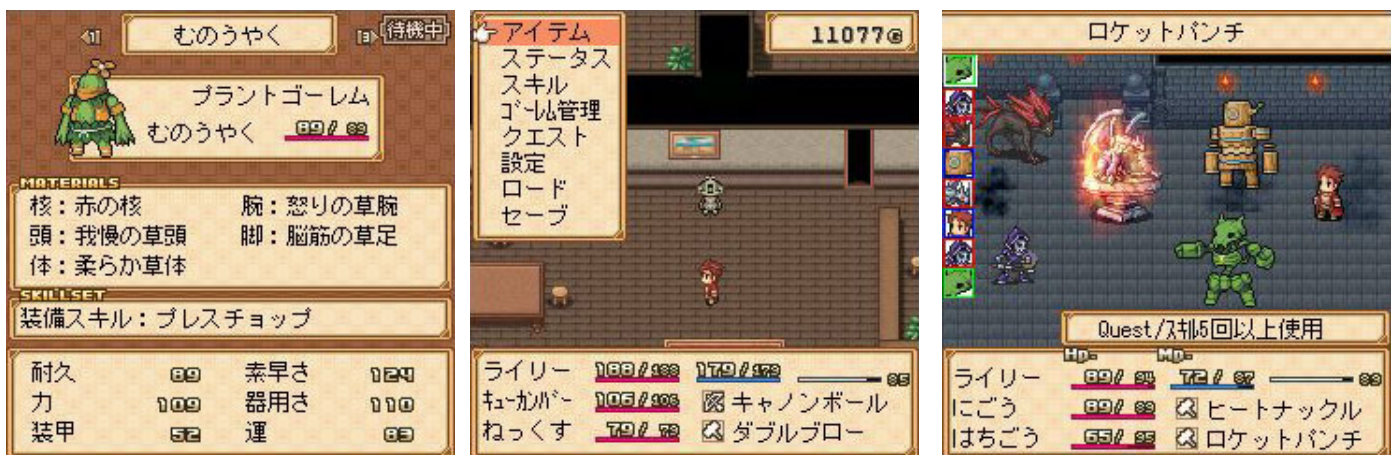 ◁1 むのうやく 3▷ 待機中
プラントゴーレム
むのうやく 89/89
MATERIALS
核：赤の核 腕：怒りの草腕
頭：我慢の草頭 脚：脳筋の草足
体：柔らか草体
SKILLSET
装備スキル：プレスチョップ
耐久 89 素早さ 124
力 109 器用さ 110
装甲 52 運 83
アイテム
ステータス
スキル
ｺﾞｰﾚﾑ管理
クエスト
設定
ロード
セーブ
11077G
ライリー 188/188 179/179 85
ｷｭｰｶﾝﾊﾞｰ 106/106 キャノンボール
ねっくす 79/79 ダブルブロー
ロケットパンチ
Quest/ｽｷﾙ5回以上使用
HP- MP-
ライリー 89/94 72/87 88
にごう 89/89 ヒートナックル
はちごう 65/85 ロケットパンチ